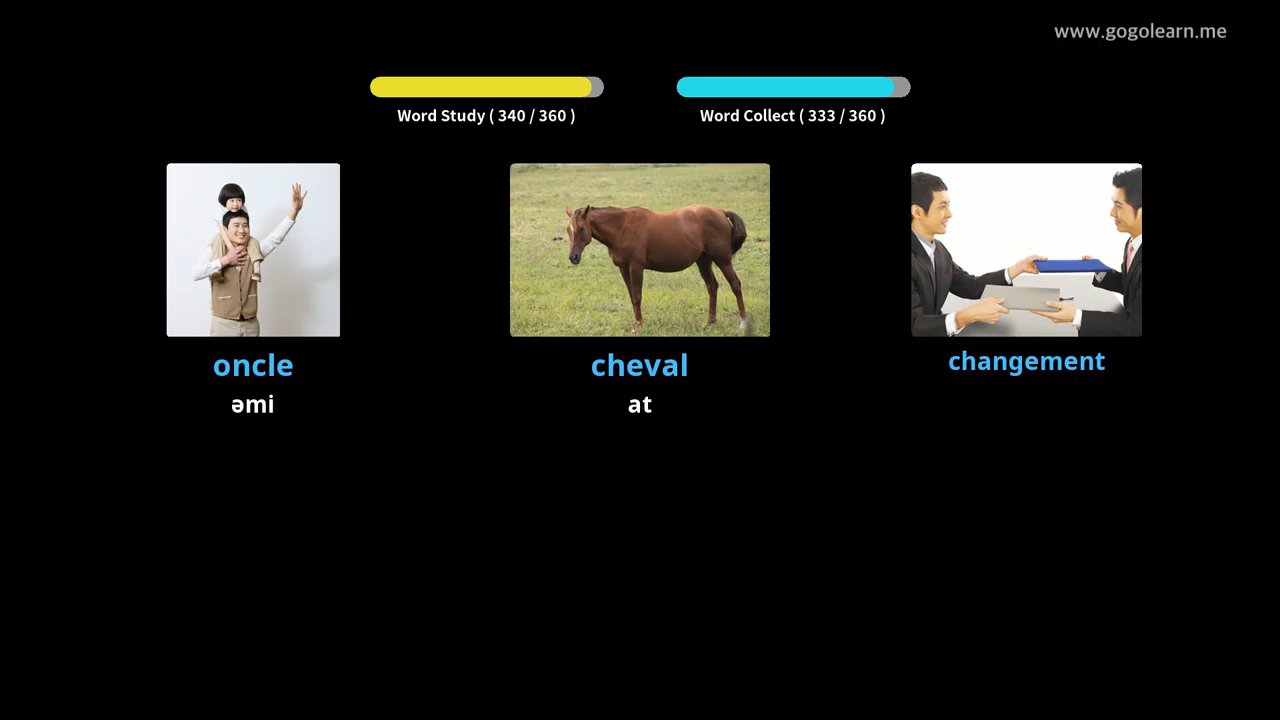 www.gogolearn.me
Word Study ( 340 / 360 )
Word Collect ( 333 / 360 )
oncle
cheval
changement
əmi
at